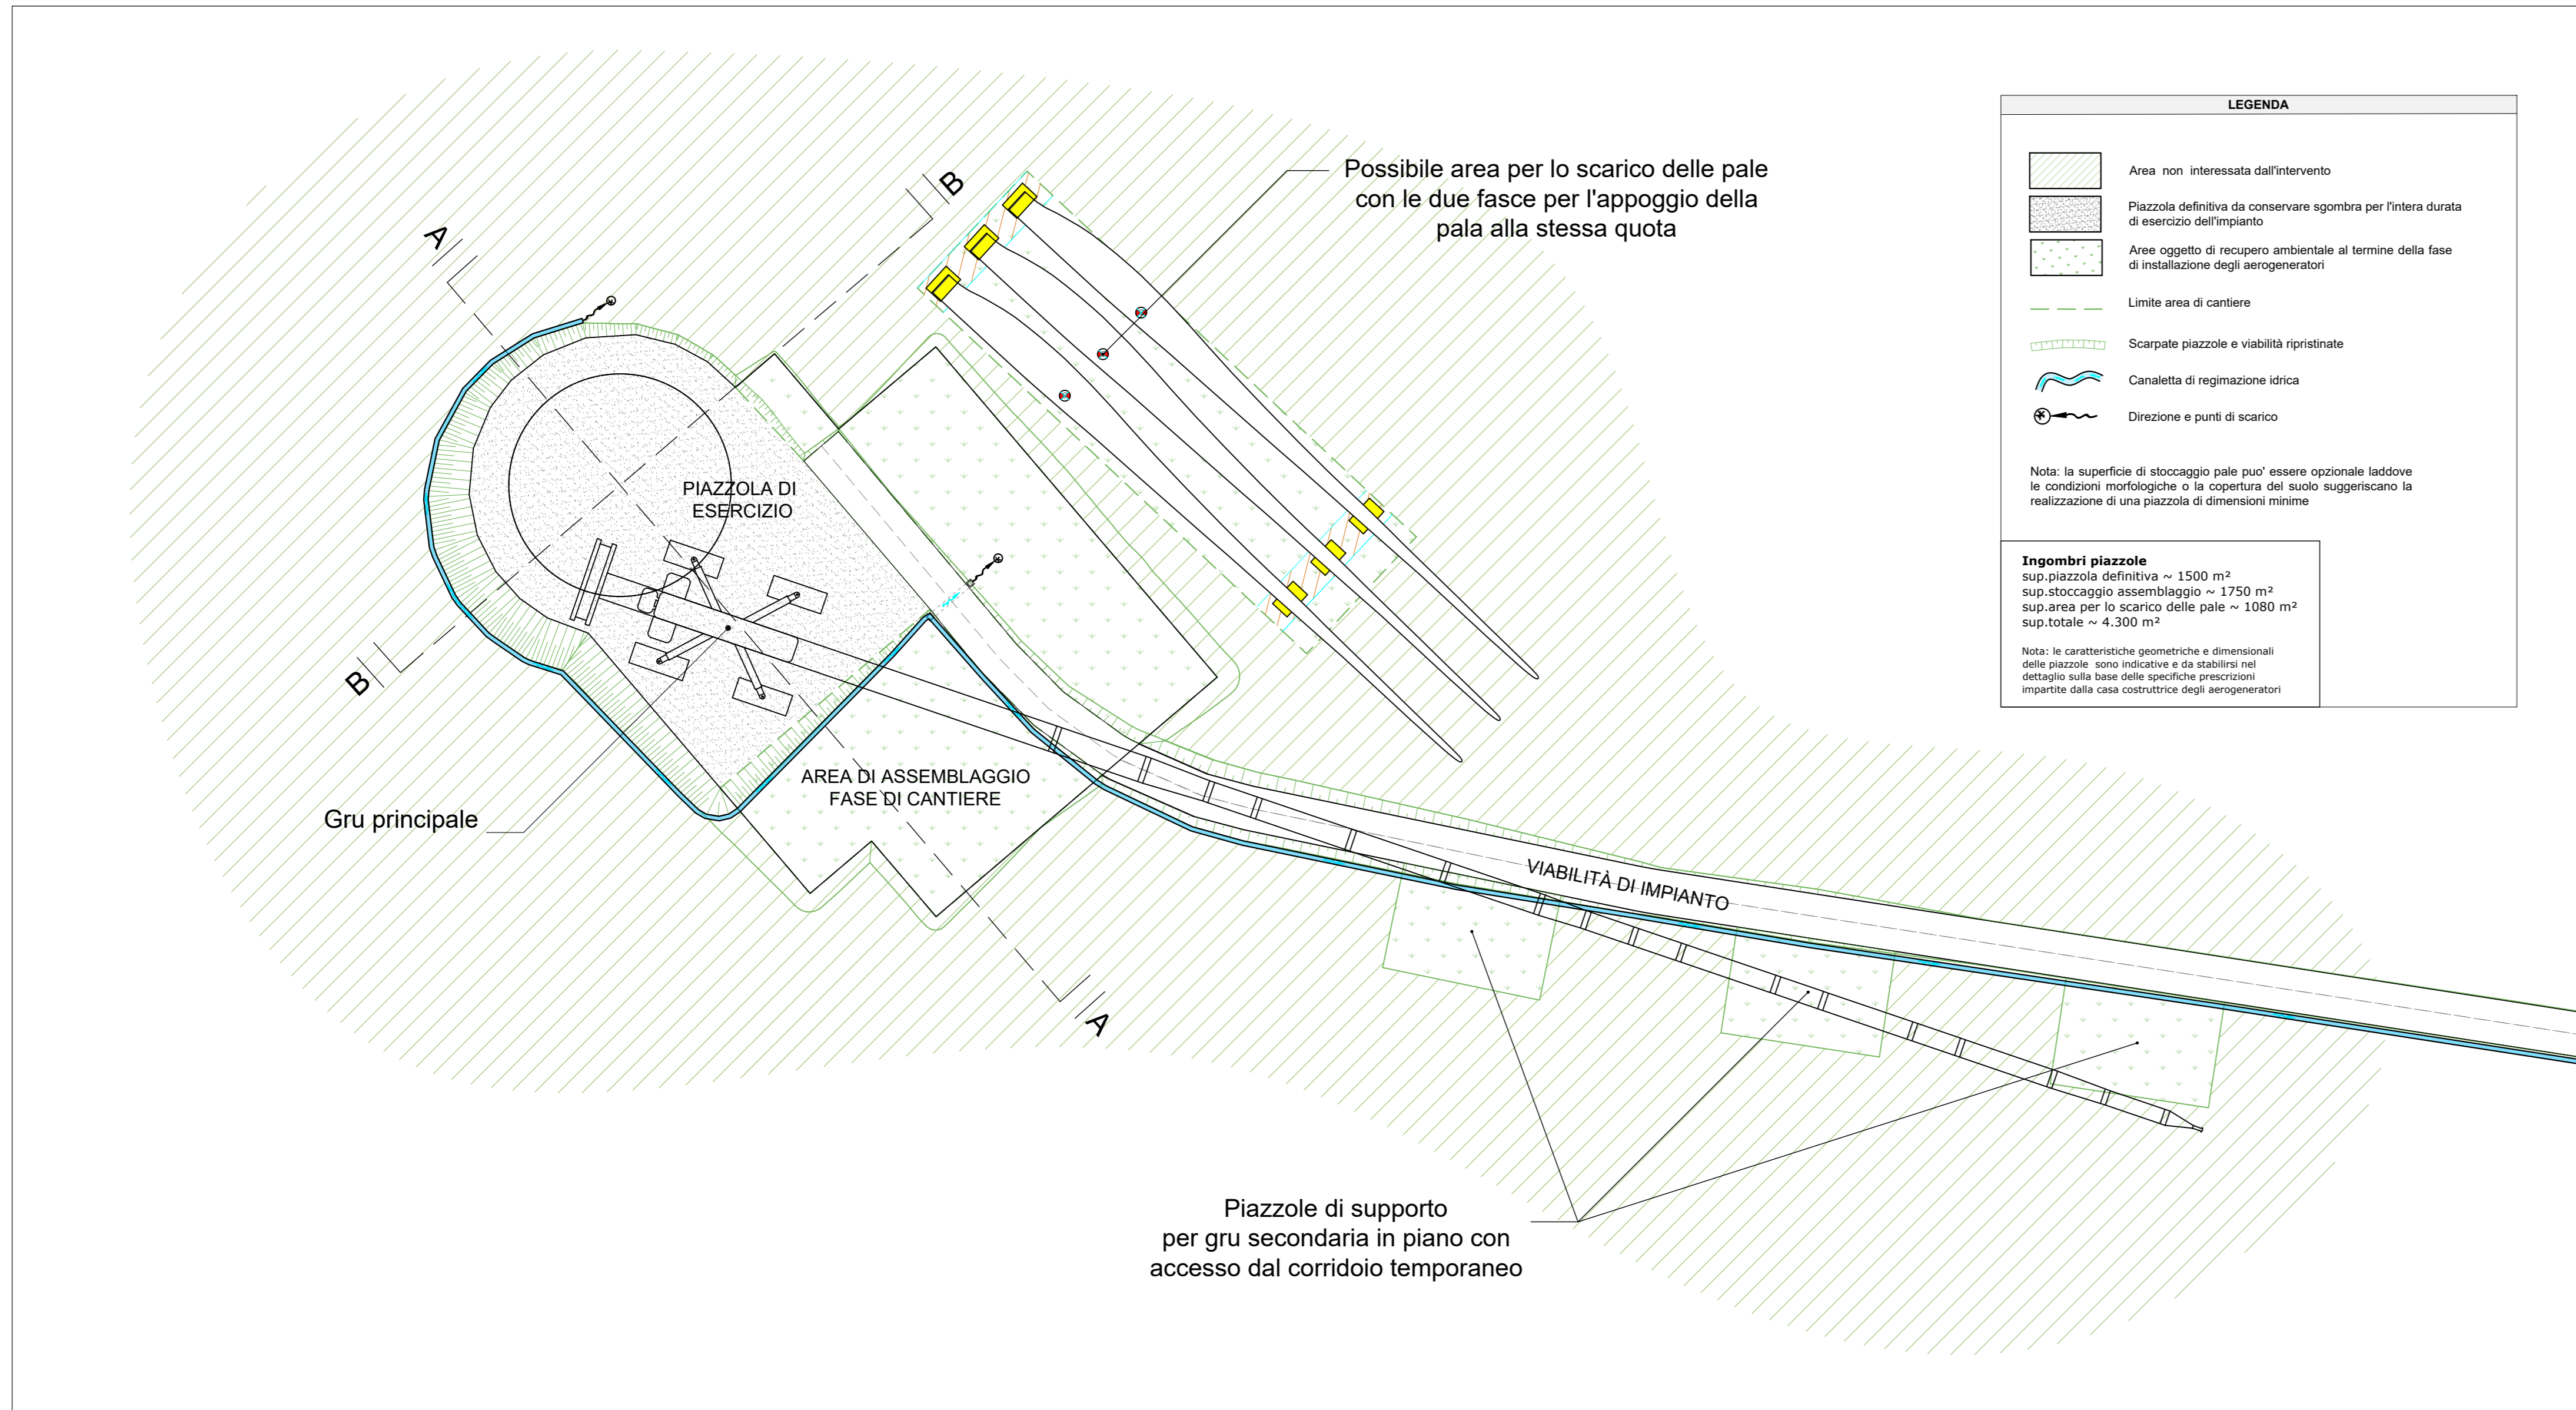 Possibile area per lo scarico delle pale
con le due fasce per l'appoggio della
pala alla stessa quota
B
A
PIAZZOLA DI
ESERCIZIO
B
AREA DI ASSEMBLAGGIO
FASE DI CANTIERE
Gru principale
VIABILITÀ DI IMPIANTO
A
Piazzole di supporto
per gru secondaria in piano con
accesso dal corridoio temporaneo
LEGENDA
Area non interessata dall'intervento
Piazzola definitiva da conservare sgombra per l'intera durata
di esercizio dell'impianto
Aree oggetto di recupero ambientale al termine della fase
di installazione degli aerogeneratori
Limite area di cantiere
Scarpate piazzole e viabilità ripristinate
Canaletta di regimazione idrica
Direzione e punti di scarico
Nota: la superficie di stoccaggio pale puo' essere opzionale laddove
le condizioni morfologiche o la copertura del suolo suggeriscano la
realizzazione di una piazzola di dimensioni minime
Ingombri piazzole
sup.piazzola definitiva ~ 1500 m²
sup.stoccaggio assemblaggio ~ 1750 m²
sup.area per lo scarico delle pale ~ 1080 m²
sup.totale ~ 4.300 m²
Nota: le caratteristiche geometriche e dimensionali
delle piazzole sono indicative e da stabilirsi nel
dettaglio sulla base delle specifiche prescrizioni
impartite dalla casa costruttrice degli aerogeneratori